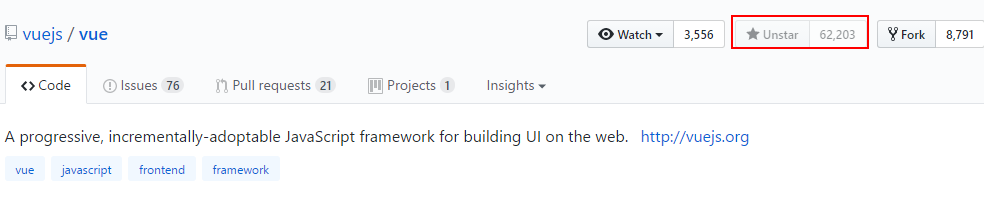 vuejs / vue Watch 3,556 Unstar 62,203 Fork 8,791
Code Issues 76 Pull requests 21 Projects 1 Insights
A progressive, incrementally-adoptable JavaScript framework for building UI on the web. http://vuejs.org
vue javascript frontend framework